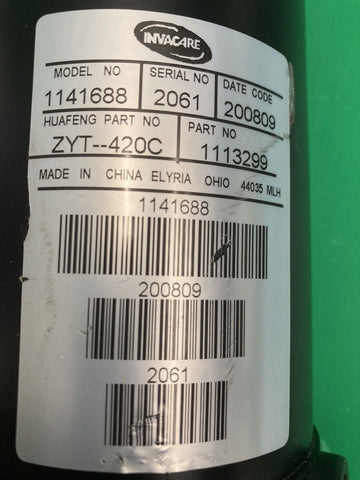 INVACARE
MODEL NO SERIAL NO DATE CODE
1141688 2061 200809
HUAFENG PART NO PART NO
ZYT--420C 1113299
MADE IN CHINA ELYRIA OHIO 44035 MLH
1141688
200809
2061